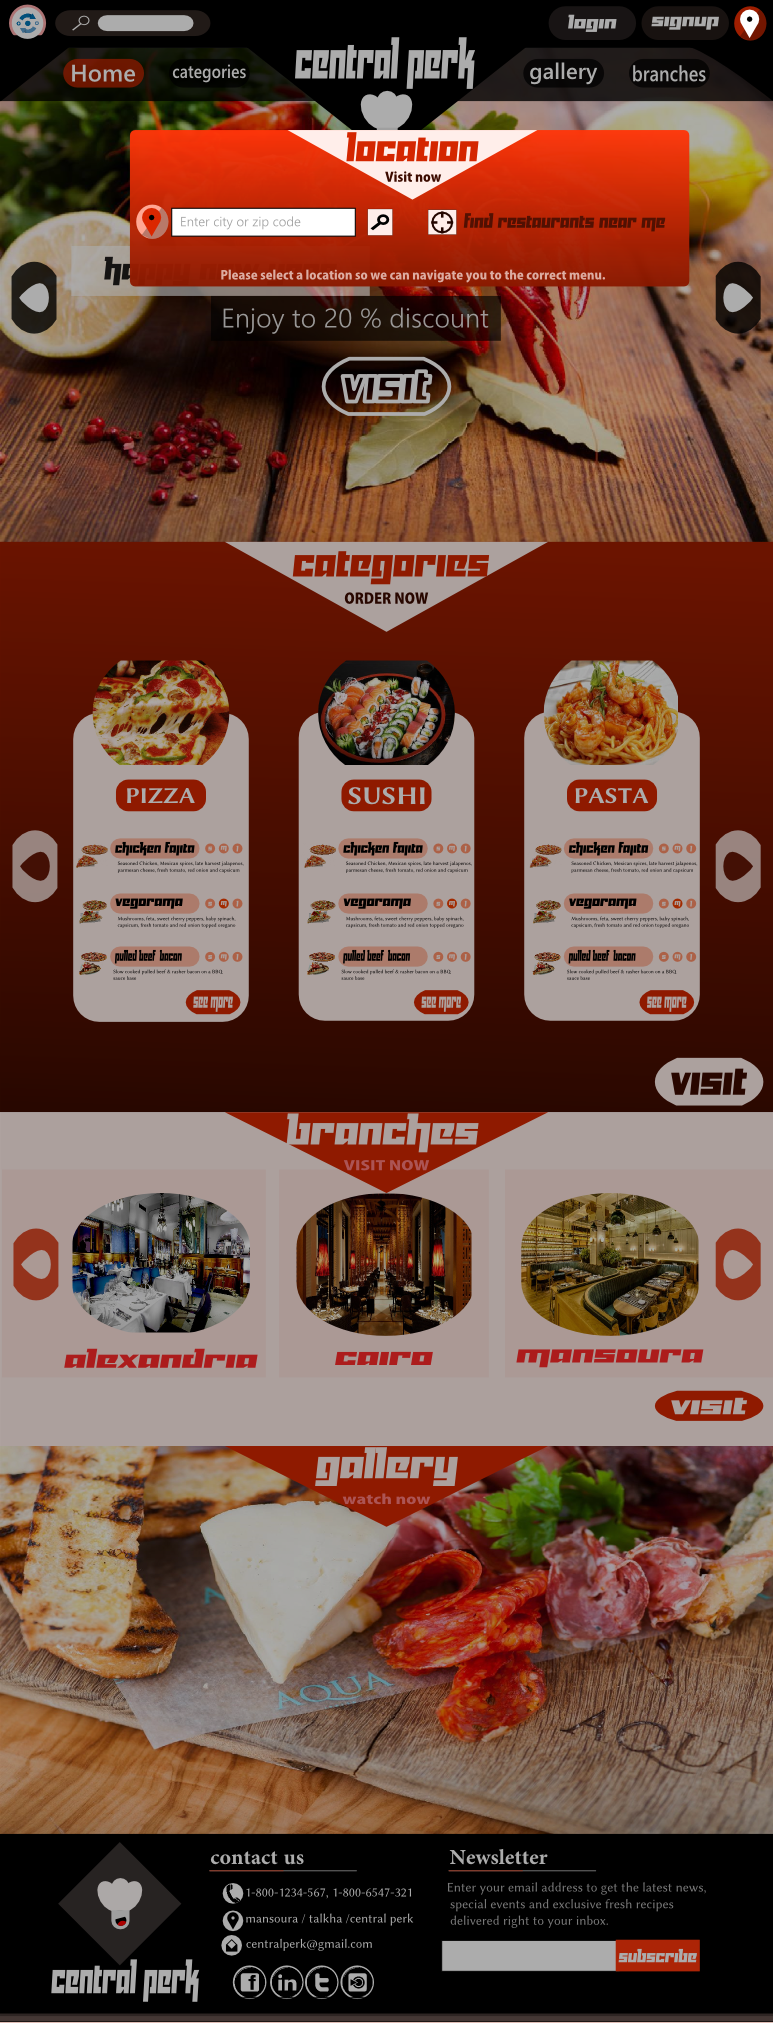 login
signup
Home
categories
central perk
gallery
branches
location
Visit now
Enter city or zip code
find restaurants near me
Please select a location so we can navigate you to the correct menu.
Enjoy to 20 % discount
visit
categories
ORDER NOW
PIZZA
SUSHI
PASTA
chicken fajita
S M l
Seasoned Chicken, Mexican spices, late harvest jalapenos,
parmesan cheese, fresh tomato, red onion and capsicum
vegorama
S M l
Mushrooms, feta, sweet cherry peppers, baby spinach,
capsicum, fresh tomato and red onion topped oregano
pulled beef bacon
S M l
Slow cooked pulled beef & rasher bacon on a BBQ
sauce base
see more
chicken fajita
S M l
Seasoned Chicken, Mexican spices, late harvest jalapenos,
parmesan cheese, fresh tomato, red onion and capsicum
vegorama
S M l
Mushrooms, feta, sweet cherry peppers, baby spinach,
capsicum, fresh tomato and red onion topped oregano
pulled beef bacon
S M l
Slow cooked pulled beef & rasher bacon on a BBQ
sauce base
see more
chicken fajita
S M l
Seasoned Chicken, Mexican spices, late harvest jalapenos,
parmesan cheese, fresh tomato, red onion and capsicum
vegorama
S M l
Mushrooms, feta, sweet cherry peppers, baby spinach,
capsicum, fresh tomato and red onion topped oregano
pulled beef bacon
S M l
Slow cooked pulled beef & rasher bacon on a BBQ
sauce base
see more
visit
branches
VISIT NOW
alexandria
cairo
mansoura
visit
gallery
watch now
AQUA
AQUA
central perk
contact us
1-800-1234-567, 1-800-6547-321
mansoura / talkha /central perk
centralperk@gmail.com
Newsletter
Enter your email address to get the latest news,
special events and exclusive fresh recipes
delivered right to your inbox.
subscribe